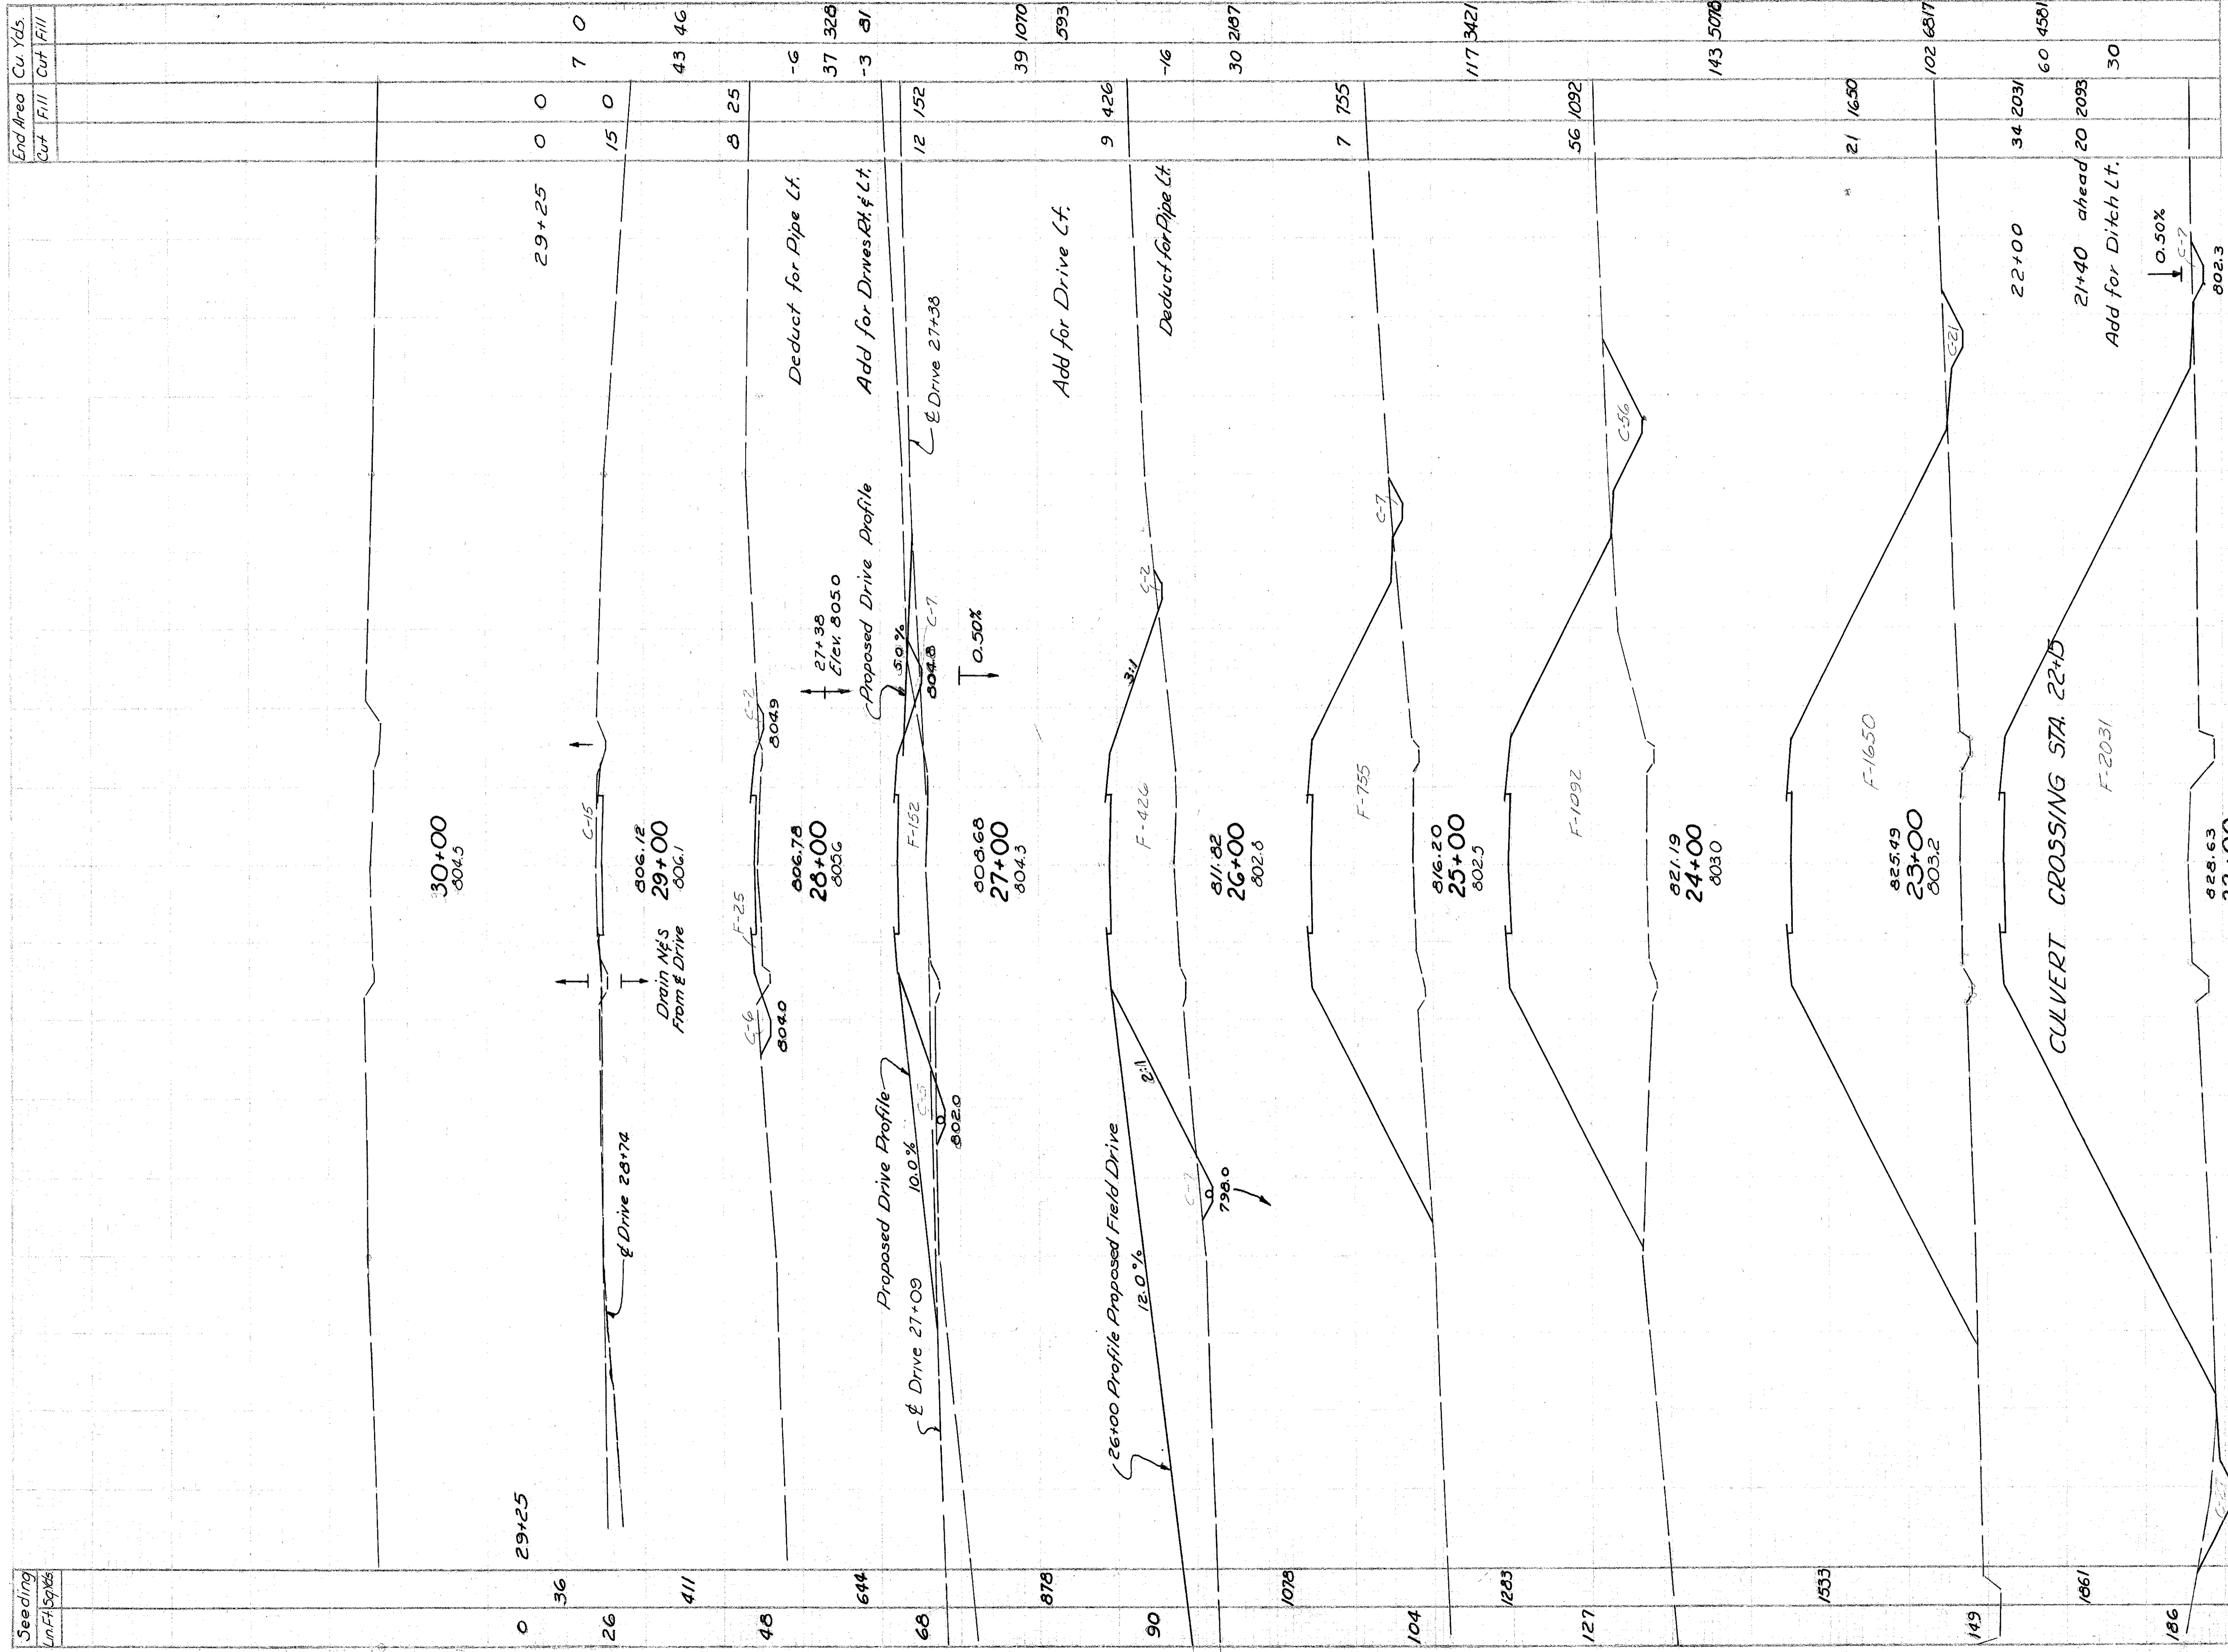 End Area Cu. Yds.
Cut Fill Cut Fill
Seeding
Lin.Ft. Sq.Yds.
30+00
804.5
29+25
0 0
29+25
0
7 0
36
15 0
C-15
26
806.12
29+00
806.1
Drain N&S
From ℄ Drive
℄ Drive 28+74
43 46
411
8 25
F-25
C-2
804.9
C-6
804.0
48
806.78
28+00
805.6
Deduct for Pipe Lt.
-6
27+38
Elev. 805.0
37 328
Add for Drives Rt. & Lt.
-3 81
644
Proposed Drive Profile
5.0%
12 152
F-152
C-7
804.8
℄ Drive 27+38
Proposed Drive Profile
10.0%
802.0
℄ Drive 27+09
68
0.50%
808.68
27+00
804.3
39 1070
Add for Drive Lt.
593
878
9 426
3:1
C-2
F-426
2:1
26+00 Profile Proposed Field Drive
12.0%
798.0
90
Deduct for Pipe Lt.
-16
811.82
26+00
802.8
30 2187
1078
7 755
C-7
F-755
104
816.20
25+00
802.5
117 3421
1283
56 1092
C-56
F-1092
127
821.19
24+00
803.0
143 5078
1533
21 1650
C-21
F-1650
149
825.49
23+00
803.2
102 6817
22+00
34 2031
60 4581
CULVERT CROSSING STA. 22+15
1861
21+40 ahead 20 2093
Add for Ditch Lt.
30
F-2031
0.50%
C-7
802.3
186
828.63